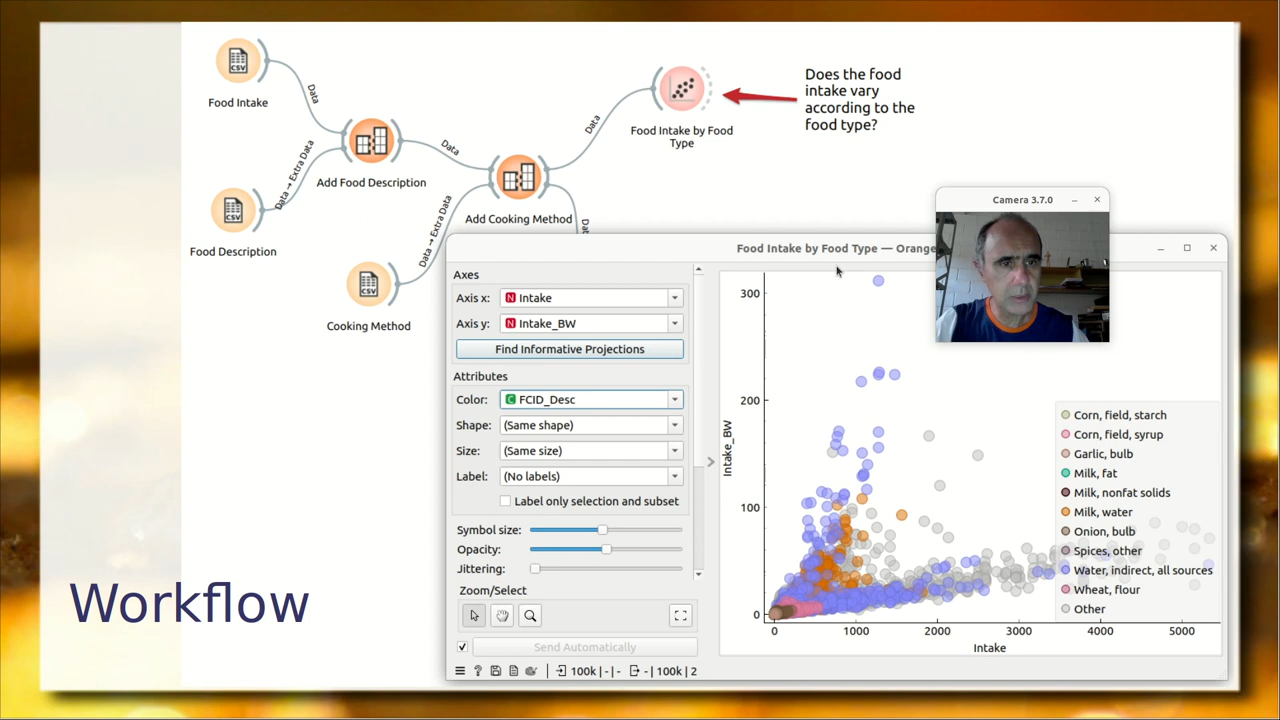 Food Intake
Data
Data → Extra Data
Add Food Description
Food Description
Data
Data → Extra Data
Add Cooking Method
Cooking Method
Data
Food Intake by Food
Type
Does the food
intake vary
according to the
food type?
Workflow
Camera 3.7.0
Food Intake by Food Type — Orange
Axes
Axis x: N Intake
Axis y: N Intake_BW
Find Informative Projections
Attributes
Color: C FCID_Desc
Shape: (Same shape)
Size: (Same size)
Label: (No labels)
Label only selection and subset
Symbol size:
Opacity:
Jittering:
Zoom/Select
Send Automatically
100k | - | - - | 100k | 2
Intake_BW
300
200
100
0
0 1000 2000 3000 4000 5000
Intake
Corn, field, starch
Corn, field, syrup
Garlic, bulb
Milk, fat
Milk, nonfat solids
Milk, water
Onion, bulb
Spices, other
Water, indirect, all sources
Wheat, flour
Other